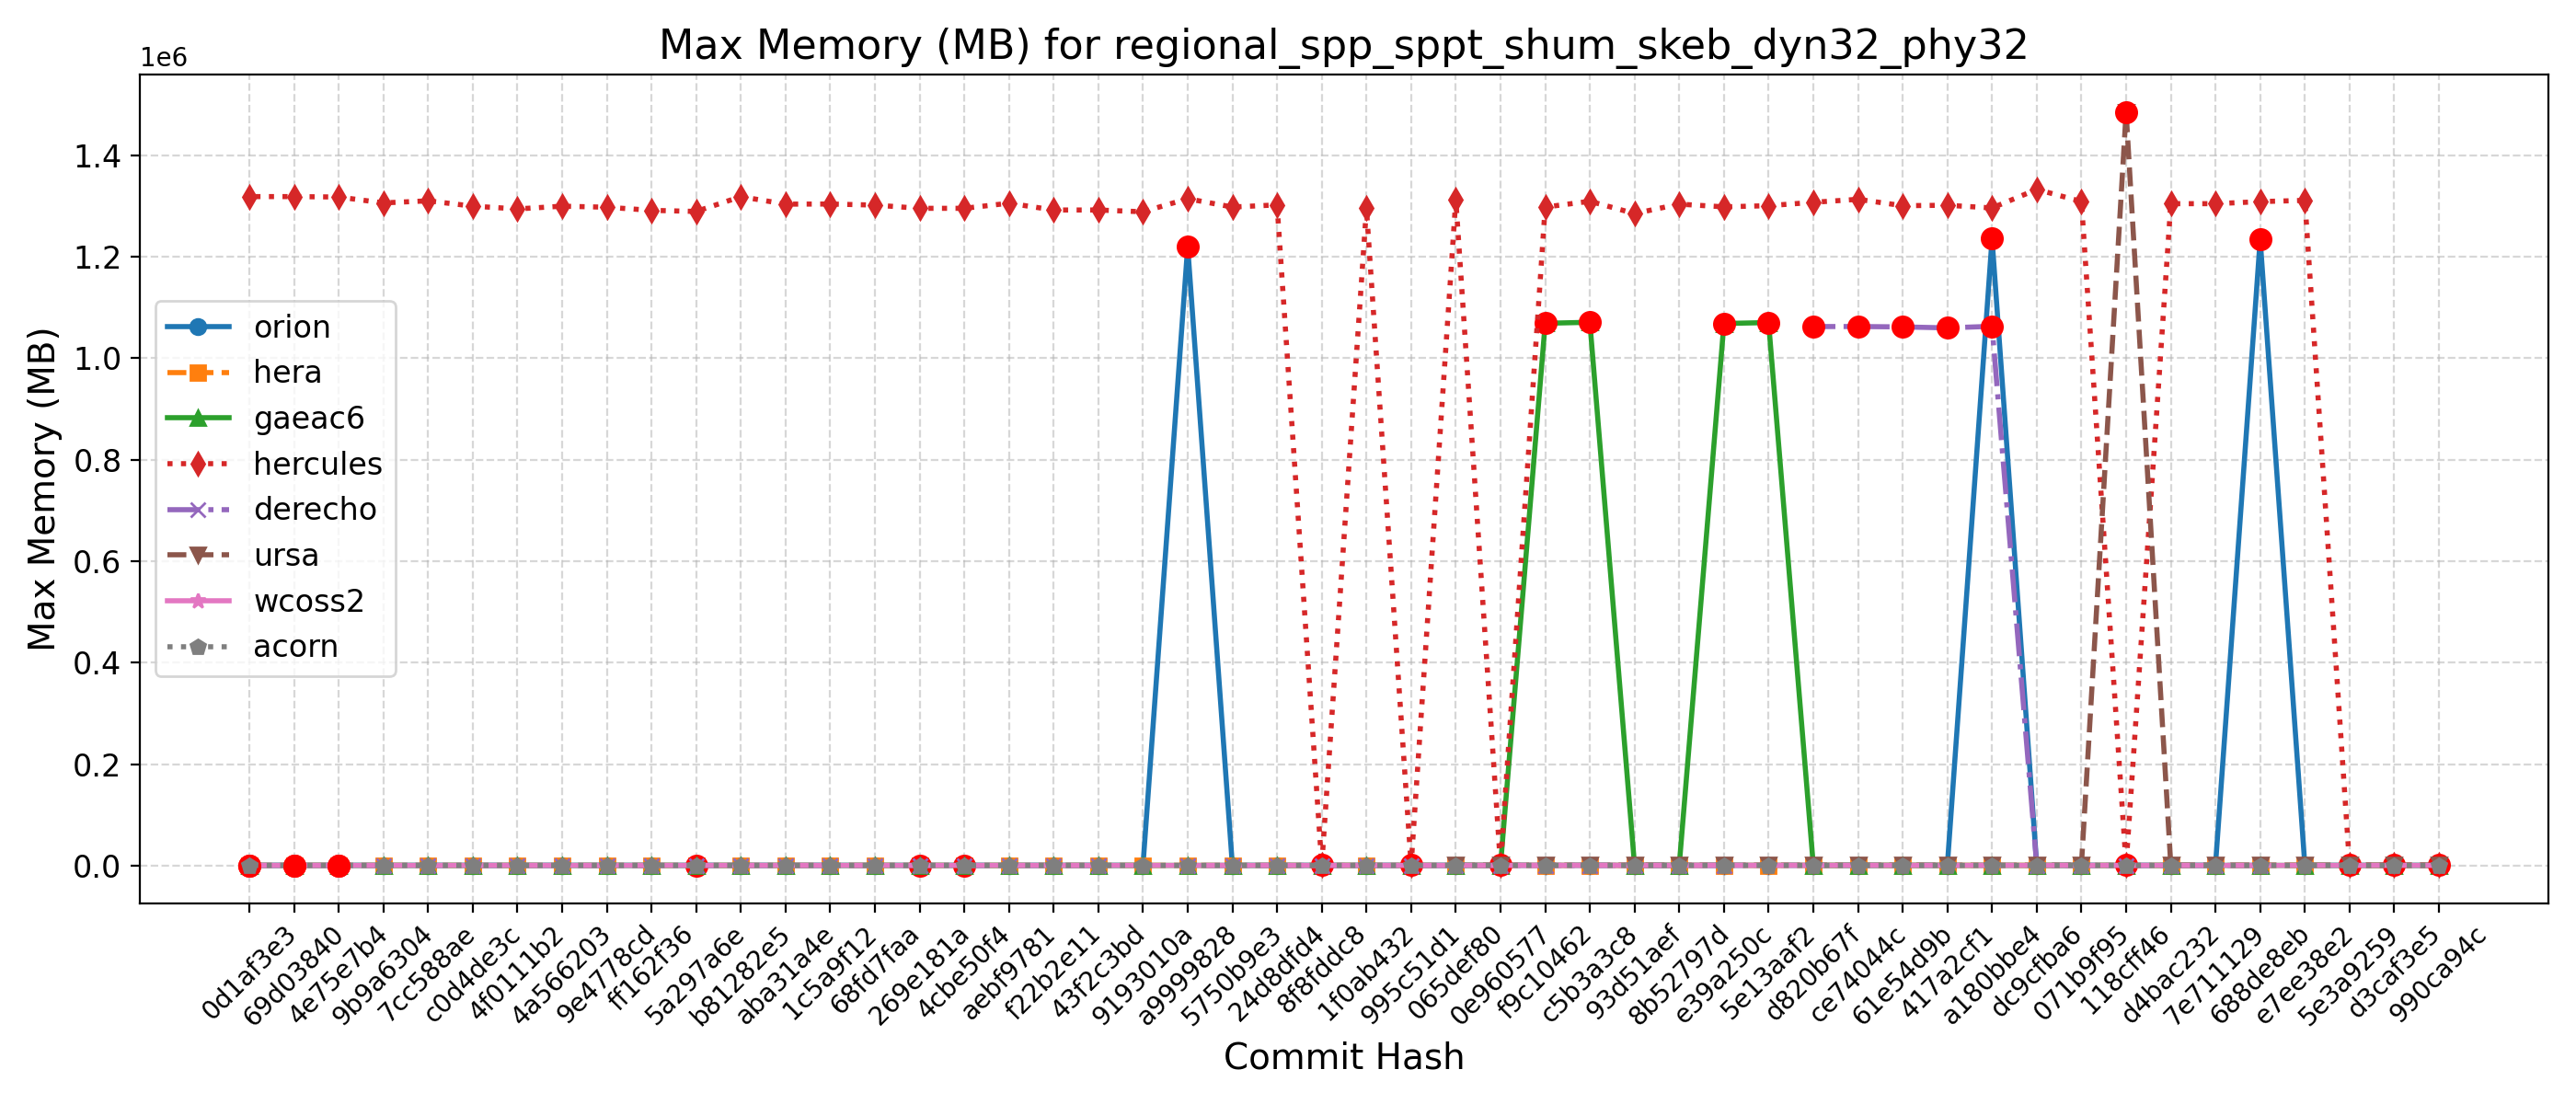 Max Memory (MB) for regional_spp_sppt_shum_skeb_dyn32_phy32
1e6
1.4
1.2
1.0
0.8
0.6
0.4
0.2
0.0
Max Memory (MB)
orion
hera
gaeac6
hercules
derecho
ursa
wcoss2
acorn
0d1af3e3
69d03840
4e75e7b4
9b9a6304
7cc588ae
c0d4de3c
4f0111b2
4a566203
9e4778cd
ff162f36
5a297a6e
b81282e5
aba31a4e
1c5a9f12
68fd7faa
269e181a
4cbe50f4
aebf9781
f22b2e11
43f2c3bd
9193010a
a9999828
5750b9e3
24d8dfd4
8f8fddc8
1f0ab432
995c51d1
065def80
0e960577
f9c10462
c5b3a3c8
93d51aef
8b52797d
e39a250c
5e13aaf2
d820b67f
ce74044c
61e54d9b
417a2cf1
a180bbe4
dc9cfba6
071b9f95
118cff46
d4bac232
7e711129
688de8eb
e7ee38e2
5e3a9259
d3caf3e5
990ca94c
Commit Hash